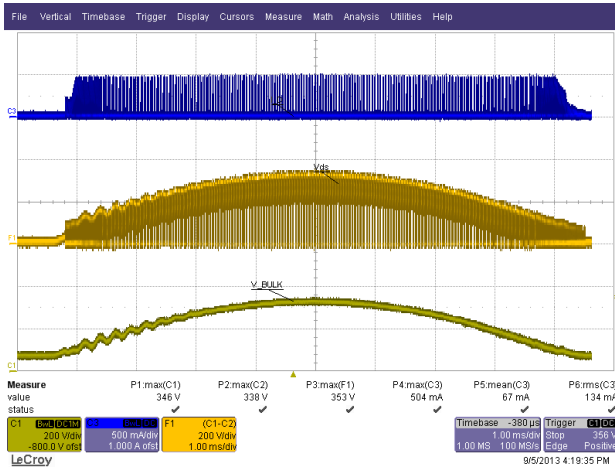 File Vertical Timebase Trigger Display Cursors Measure Math Analysis Utilities Help
C3
Vds
F1
V_BULK
C1
Measure P1:max(C1) P2:max(C2) P3:max(F1) P4:max(C3) P5:mean(C3) P6:rms(C3)
value 346 V 338 V 353 V 504 mA 67 mA 134 mA
status
C1 BwL DC1M
200 V/div
-800.0 V ofst
500 mA/div
1.000 A ofst
F1 (C1-C2)
200 V/div
1.00 ms/div
Timebase -380 µs
1.00 ms/div
1.00 MS 100 MS/s
Trigger C1 DC
Stop 356 V
Edge Positive
LeCroy
9/5/2013 4:19:35 PM